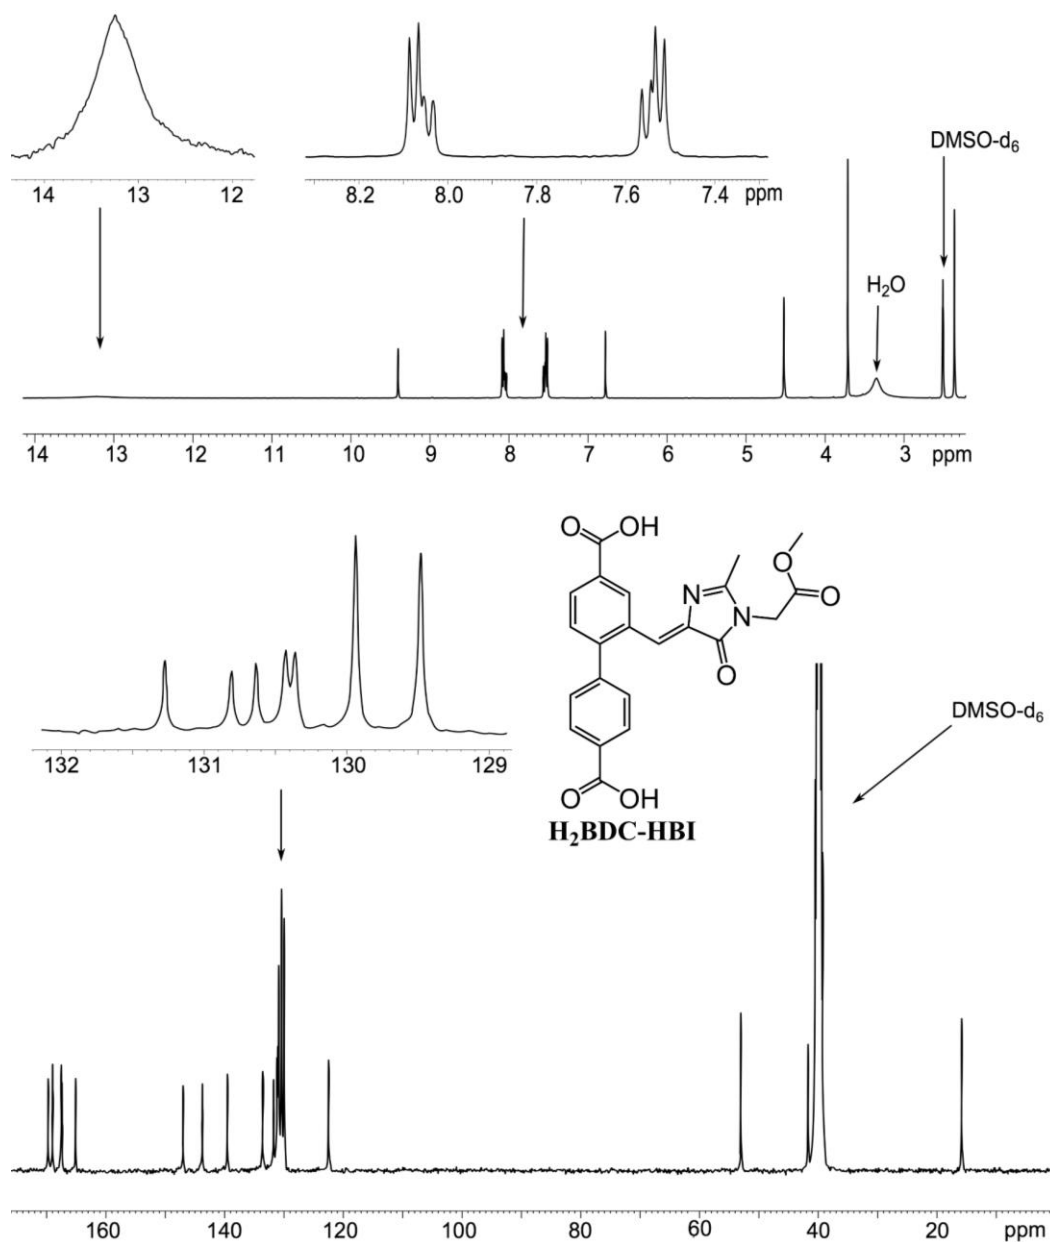 14 13 12
8.2 8.0 7.8 7.6 7.4 ppm
DMSO-d6
H2O
14 13 12 11 10 9 8 7 6 5 4 3 ppm
O OH
O
N O
N
O
132 131 130 129
DMSO-d6
O OH
H2BDC-HBI
160 140 120 100 80 60 40 20 ppm